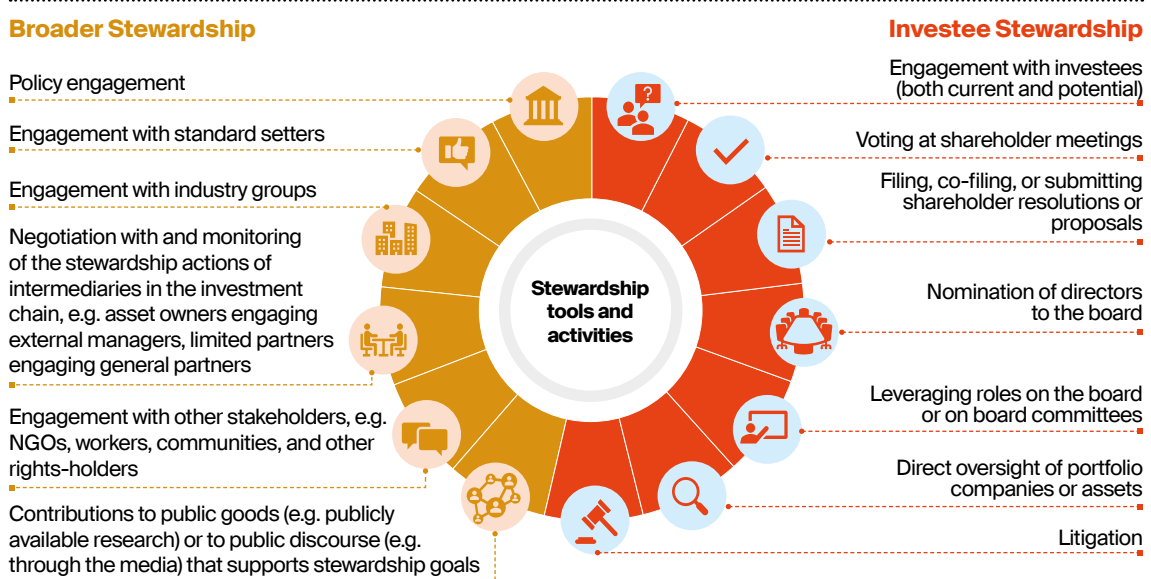 Broader Stewardship
Policy engagement
Engagement with standard setters
Engagement with industry groups
Negotiation with and monitoring
of the stewardship actions of
intermediaries in the investment
chain, e.g. asset owners engaging
external managers, limited partners
engaging general partners
Engagement with other stakeholders, e.g.
NGOs, workers, communities, and other
rights-holders
Contributions to public goods (e.g. publicly
available research) or to public discourse (e.g.
through the media) that supports stewardship goals
Stewardship
tools and
activities
?
Investee Stewardship
Engagement with investees
(both current and potential)
Voting at shareholder meetings
Filing, co-filing, or submitting
shareholder resolutions or
proposals
Nomination of directors
to the board
Leveraging roles on the board
or on board committees
Direct oversight of portfolio
companies or assets
Litigation